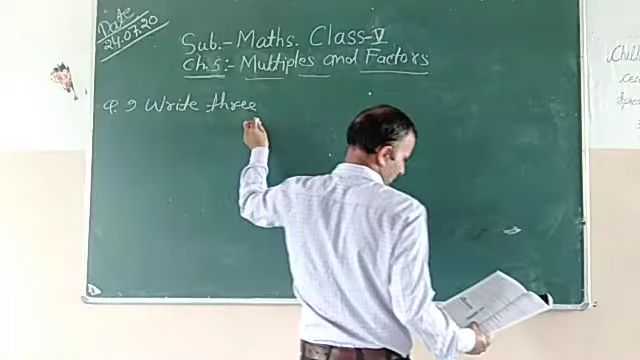 Date
24.07.20
Sub.- Maths. Class-V
Ch.5:- Multiples and Factors
Q. 9 Write three